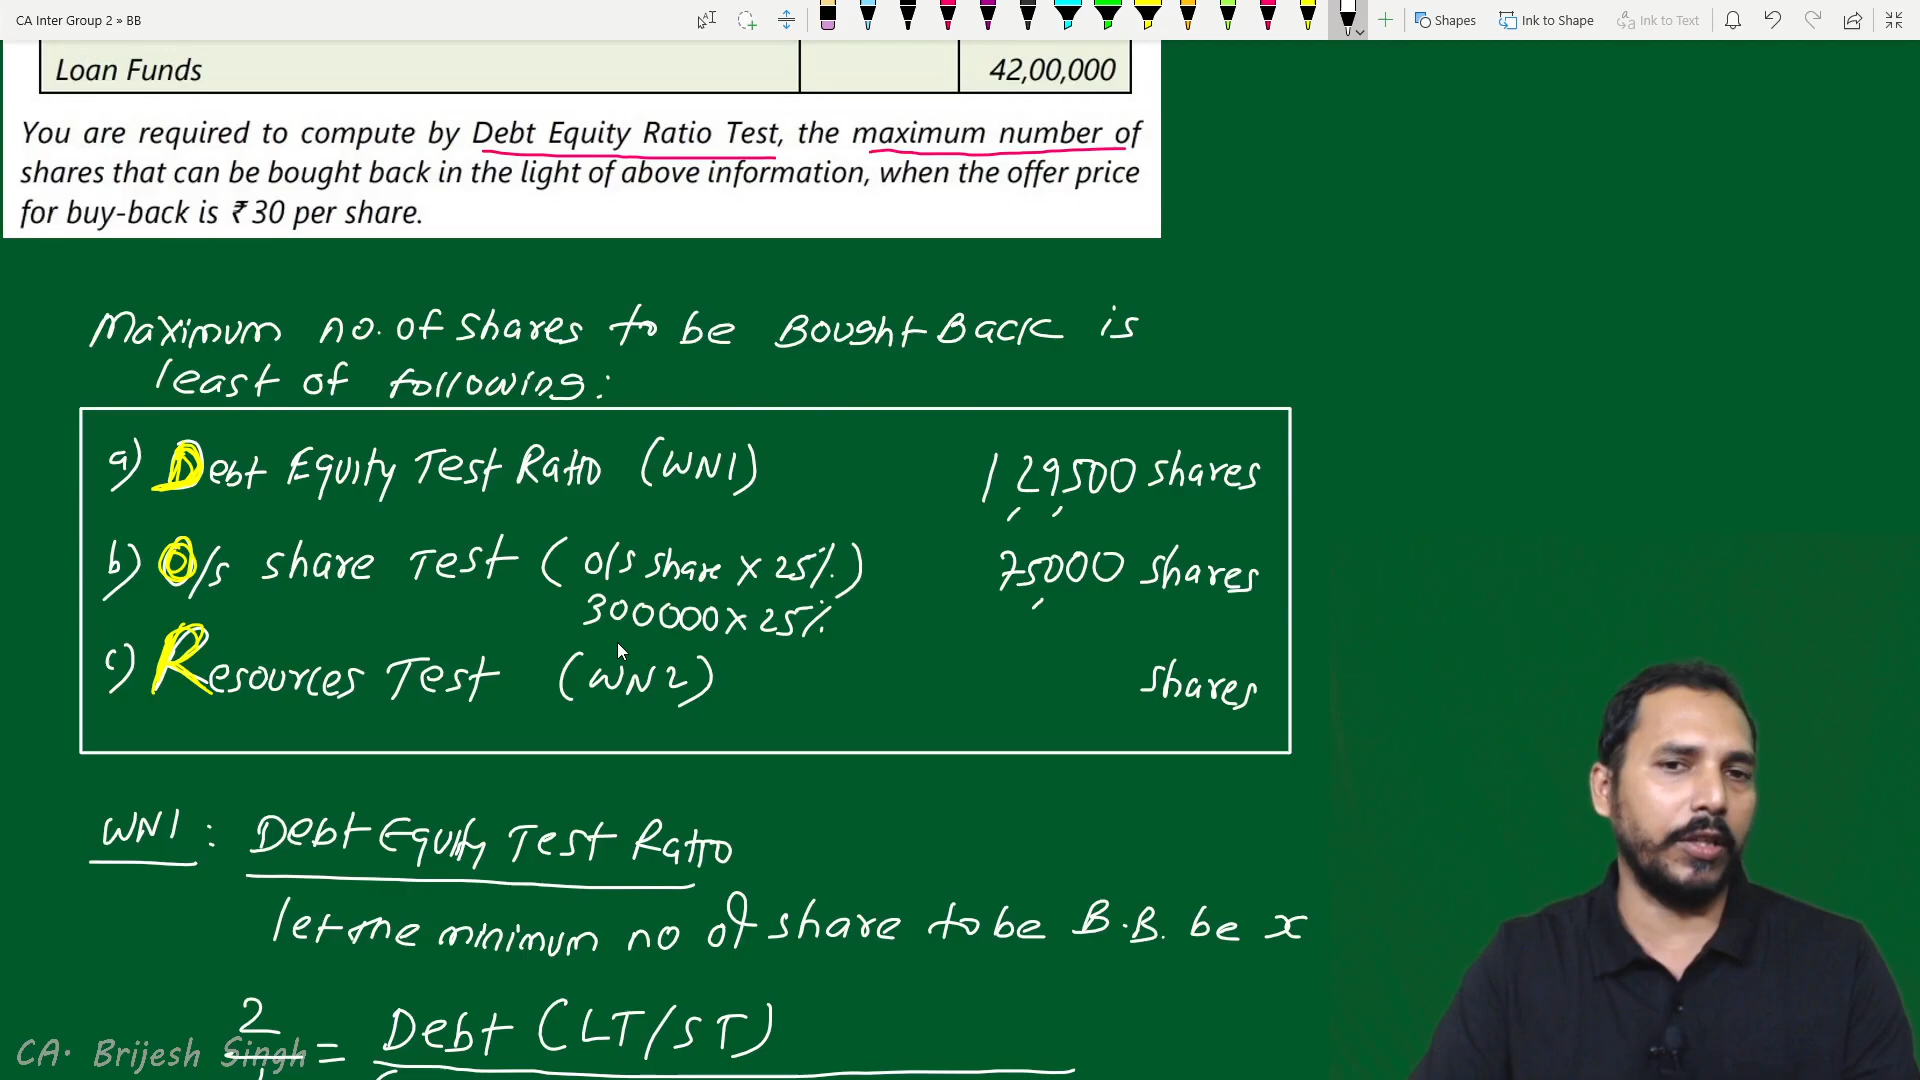 CA Inter Group 2 » BB
Shapes
Ink to Shape
Ink to Text
Loan Funds 42,00,000
You are required to compute by Debt Equity Ratio Test, the maximum number of
shares that can be bought back in the light of above information, when the offer price
for buy-back is ₹ 30 per share.
Maximum no. of shares to be Bought Back is
least of following:
a) Debt Equity Test Ratio (WN1) 1,29,500 shares
b) O/s share Test ( O/s share x 25%) 75,000 shares
300000 x 25%
c) Resources Test (WN2) shares
WN1 : Debt Equity Test Ratio
let the minimum no of share to be B.B. be x
2 = Debt (LT/ST)
CA. Brijesh Singh